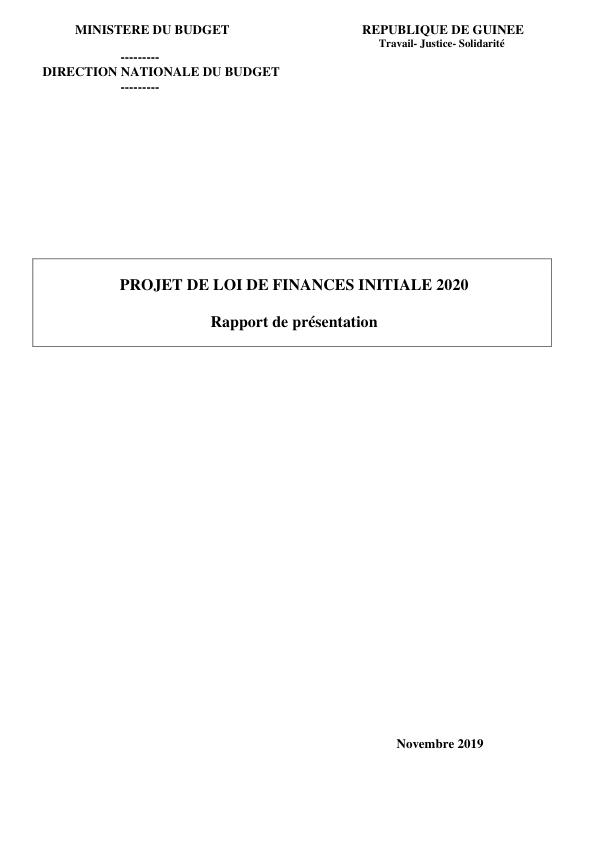 MINISTERE DU BUDGET
REPUBLIQUE DE GUINEE
Travail- Justice- Solidarité
---------
DIRECTION NATIONALE DU BUDGET
---------
PROJET DE LOI DE FINANCES INITIALE 2020
Rapport de présentation
Novembre 2019